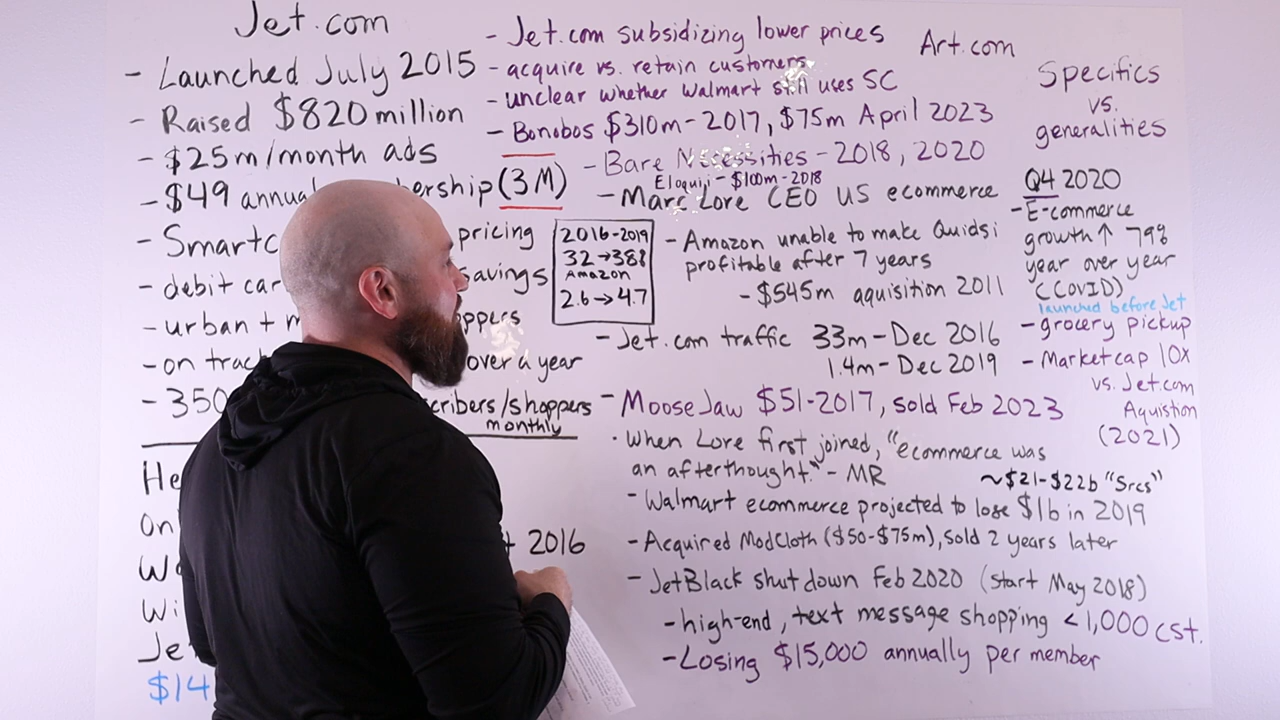 Jet.com
- Launched July 2015
- Raised $820 million
- $25m/month ads
- $49 annual membership (3M)
- Smartc pricing
- debit car savings
- urban + m oppers
- on trac over a year
- 350 cribers/shoppers
monthly
He
on
W
2016
Wi
Je
$14
- Jet.com subsidizing lower prices
- acquire vs. retain customers
- unclear whether Walmart still uses SC
- Bonobos $310m - 2017, $75m April 2023
- Bare Necessities - 2018, 2020
Eloquii - $100m - 2018
- Marc Lore CEO US ecommerce
2016-2019
32 → 388
Amazon
2.6 → 4.7
- Amazon unable to make Quidsi
profitable after 7 years
- $545m aquisition 2011
- Jet.com traffic 33m - Dec 2016
1.4m - Dec 2019
- MooseJaw $51-2017, sold Feb 2023
· When Lore first joined, "ecommerce was
an afterthought." - MR
~$21-$22b "Srcs"
- Walmart ecommerce projected to lose $1b in 2019
- Acquired ModCloth ($50-$75m), sold 2 years later
- JetBlack shut down Feb 2020 (start May 2018)
- high-end, text message shopping < 1,000 cst.
- Losing $15,000 annually per member
Art.com
Specifics
vs.
generalities
Q4 2020
- E-commerce
growth ↑ 79%
year over year
(COVID)
launched before Jet
- grocery pickup
- Market cap 10X
vs. Jet.com
Aquistion
(2021)